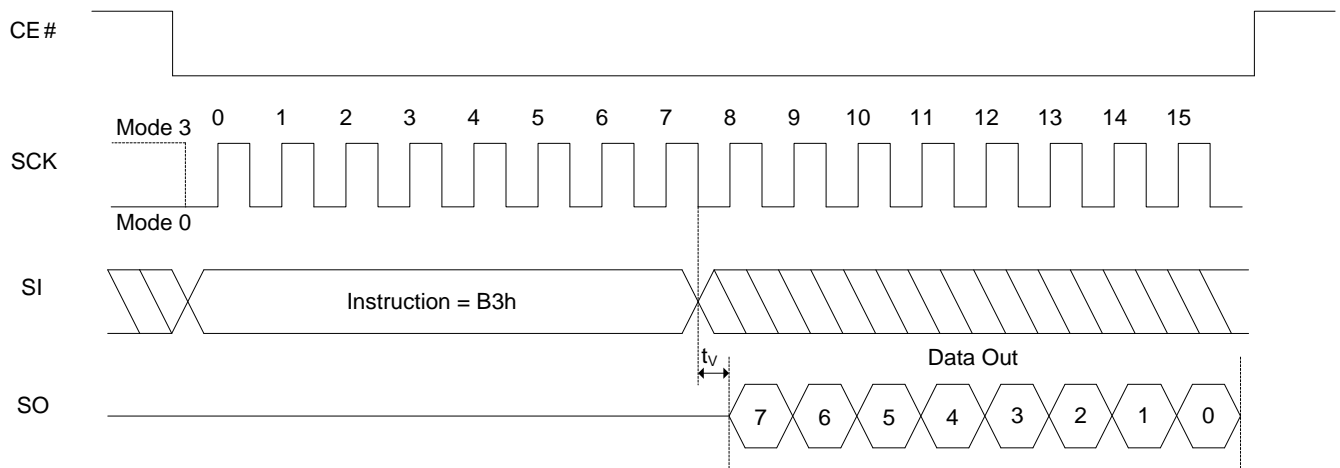 CE#
0 1 2 3 4 5 6 7 8 9 10 11 12 13 14 15
Mode 3
SCK
Mode 0
SI
Instruction = B3h
tV
Data Out
SO
7 6 5 4 3 2 1 0